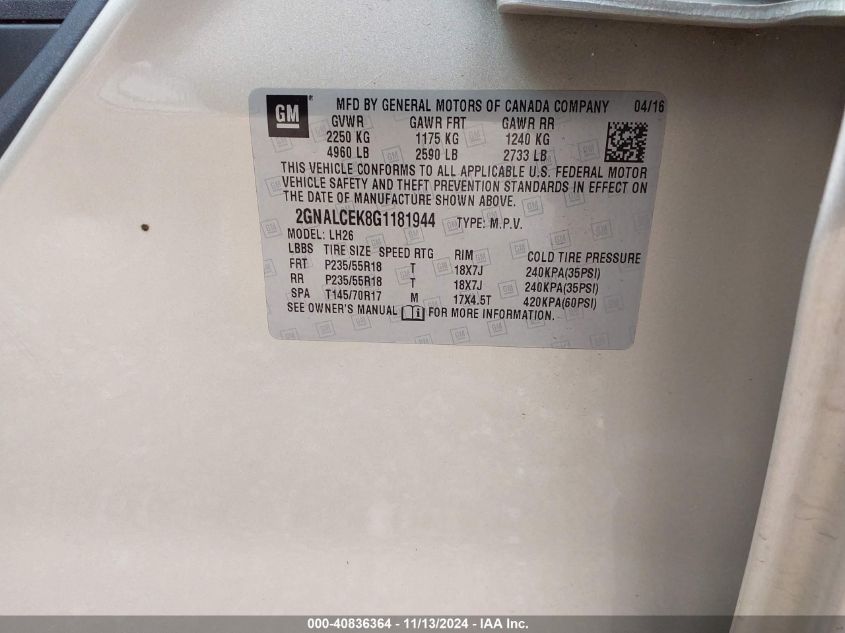 GM ® MFD BY GENERAL MOTORS OF CANADA COMPANY 04/16
GVWR GAWR FRT GAWR RR
2250 KG 1175 KG 1240 KG
4960 LB 2590 LB 2733 LB
THIS VEHICLE CONFORMS TO ALL APPLICABLE U.S. FEDERAL MOTOR
VEHICLE SAFETY AND THEFT PREVENTION STANDARDS IN EFFECT ON
THE DATE OF MANUFACTURE SHOWN ABOVE.
2GNALCEK8G1181944 TYPE: M.P.V.
MODEL: LH26
LBBS TIRE SIZE SPEED RTG RIM COLD TIRE PRESSURE
FRT P235/55R18 T 18X7J 240KPA(35PSI)
RR P235/55R18 T 18X7J 240KPA(35PSI)
SPA T145/70R17 M 17X4.5T 420KPA(60PSI)
SEE OWNER'S MANUAL i FOR MORE INFORMATION.
000-40836364 - 11/13/2024 - IAA Inc.